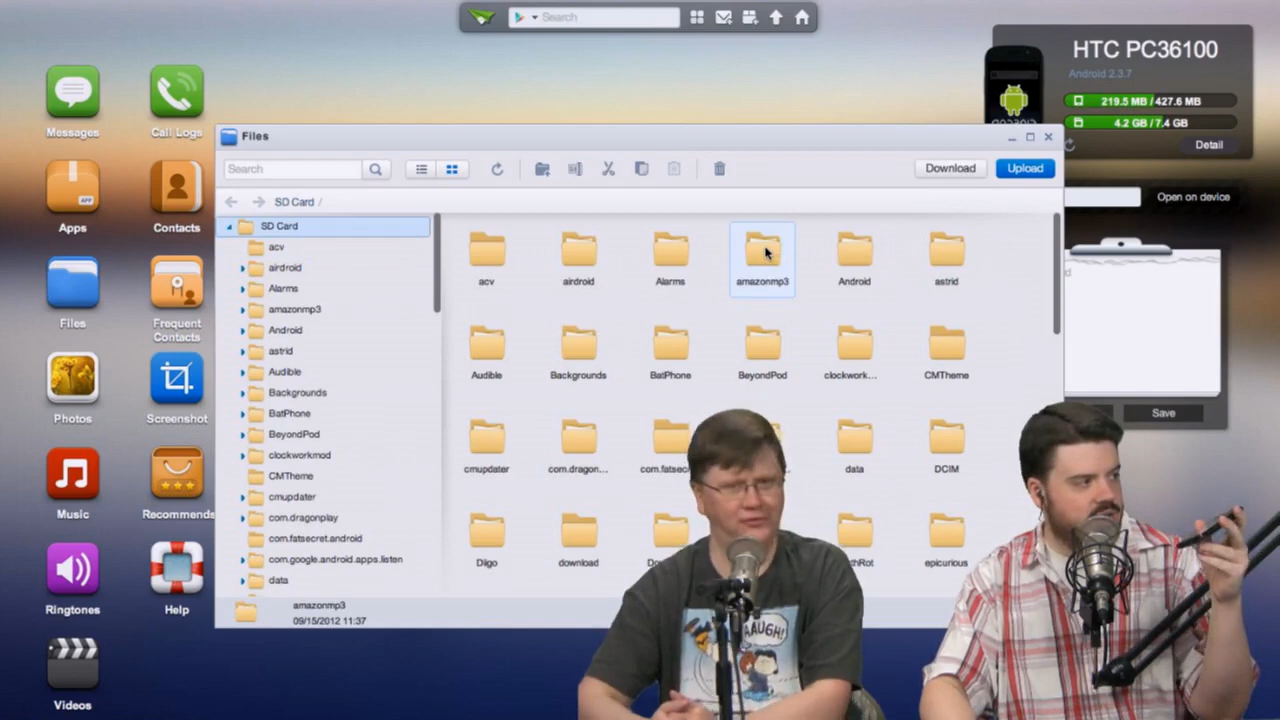 Search
HTC PC36100
Android 2.3.7
219.5 MB / 427.6 MB
4.2 GB / 7.4 GB
Detail
Messages
Call Logs
Files
Search
Download
Upload
SD Card /
Open on device
Apps
Contacts
SD Card
acv
airdroid
Alarms
amazonmp3
Android
astrid
Audible
Backgrounds
BatPhone
BeyondPod
clockworkmod
CMTheme
cmupdater
com.dragonplay
com.fatsecret.android
com.google.android.apps.listen
data
acv
airdroid
Alarms
amazonmp3
Android
astrid
Audible
Backgrounds
BatPhone
BeyondPod
clockwork...
CMTheme
cmupdater
com.dragon...
com.fatsec
data
DCIM
Diigo
download
epicurious
Files
Frequent
Contacts
Photos
Screenshot
Save
Music
Recommends
Ringtones
Help
Videos
amazonmp3
09/15/2012 11:37
AAUGH!